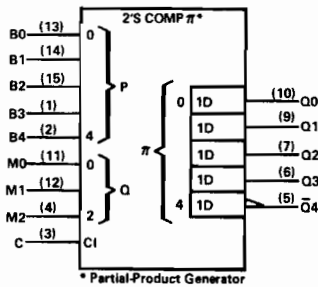 2'S COMP π*
B0 (13) 0
B1 (14)
B2 (15) P
B3 (1)
B4 (2) 4
M0 (11) 0
M1 (12) Q
M2 (4) 2
C (3) CI
π
0 1D (10) Q0
1D (9) Q1
1D (7) Q2
1D (6) Q3
4 1D (5) Q̅4
* Partial-Product Generator